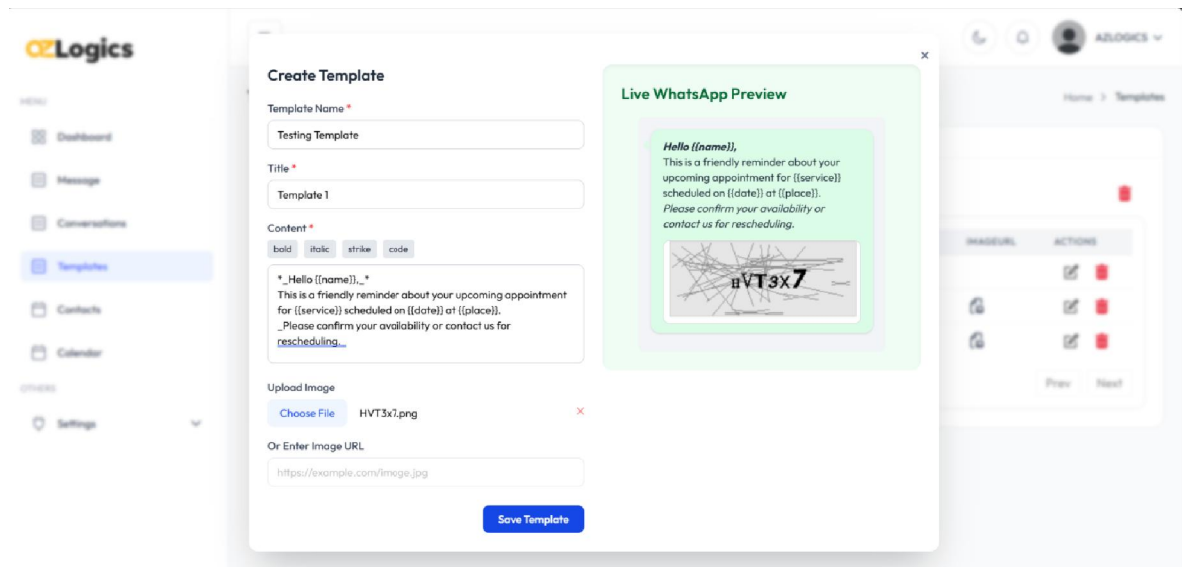 OZLogics
AZLOGICS
MENU
Dashboard
Message
Conversations
Templates
Contacts
Calendar
OTHERS
Settings
Home > Templates
IMAGEURL ACTIONS
Prev Next
×
Create Template
Template Name *
Testing Template
Title *
Template 1
Content *
bold italic strike code
*_Hello {{name}},_*
This is a friendly reminder about your upcoming appointment
for {{service}} scheduled on {{date}} at {{place}}.
_Please confirm your availability or contact us for
rescheduling._
Upload Image
Choose File HVT3x7.png ×
Or Enter Image URL
https://example.com/image.jpg
Save Template
Live WhatsApp Preview
Hello {{name}},
This is a friendly reminder about your
upcoming appointment for {{service}}
scheduled on {{date}} at {{place}}.
Please confirm your availability or
contact us for rescheduling.
HVT3X7